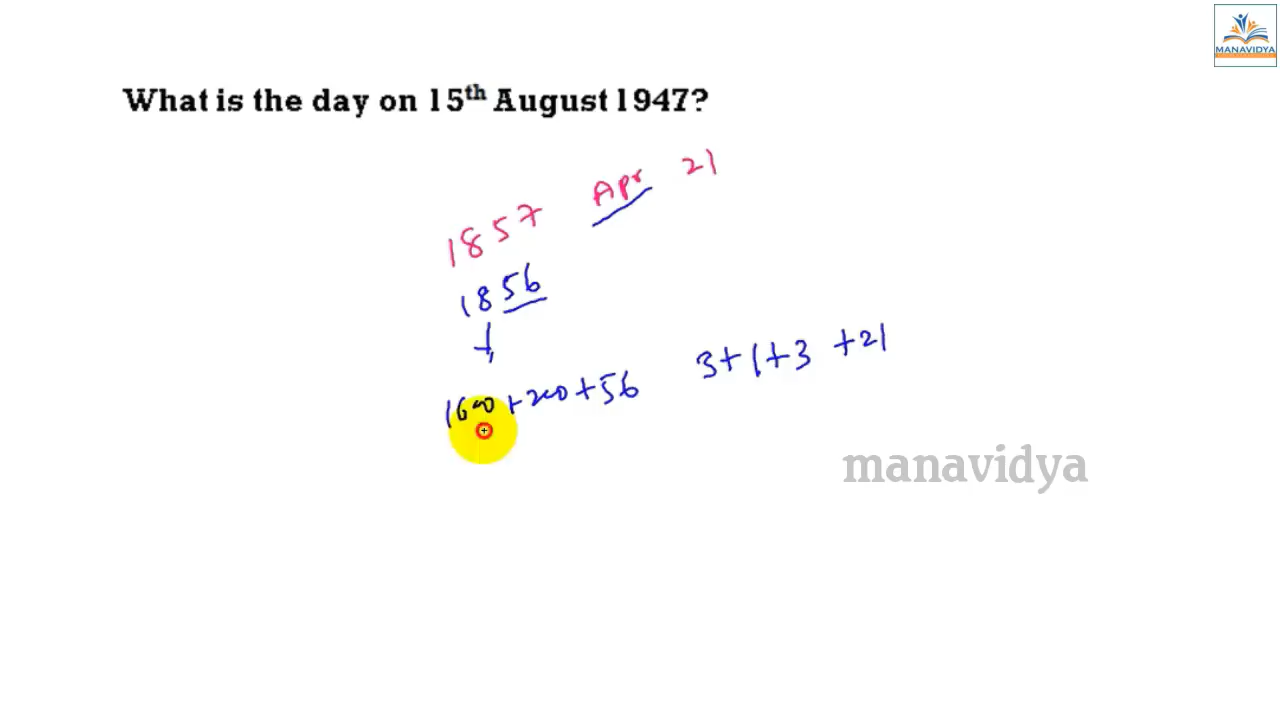 MANAVIDYA
What is the day on 15th August 1947?
1857 Apr 21
1856
1600+200+56 3+1+3 +21
manavidya